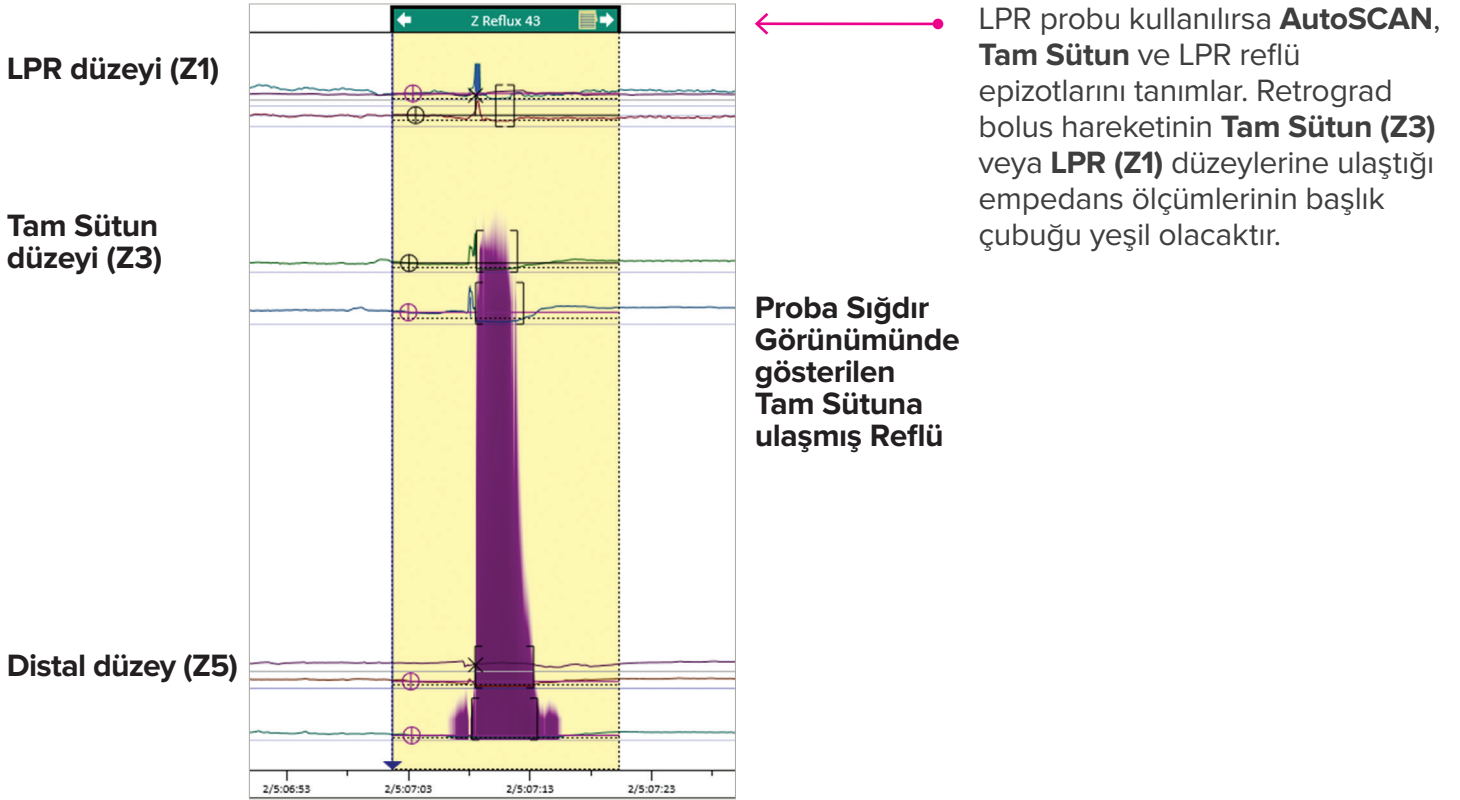 Z Reflux 43
LPR düzeyi (Z1)
Tam Sütun
düzeyi (Z3)
Distal düzey (Z5)
2/5:06:53
2/5:07:03
2/5:07:13
2/5:07:23
LPR probu kullanılırsa AutoSCAN,
Tam Sütun ve LPR reflü
epizotlarını tanımlar. Retrograd
bolus hareketinin Tam Sütun (Z3)
veya LPR (Z1) düzeylerine ulaştığı
empedans ölçümlerinin başlık
çubuğu yeşil olacaktır.
Proba Sığdır
Görünümünde
gösterilen
Tam Sütuna
ulaşmış Reflü